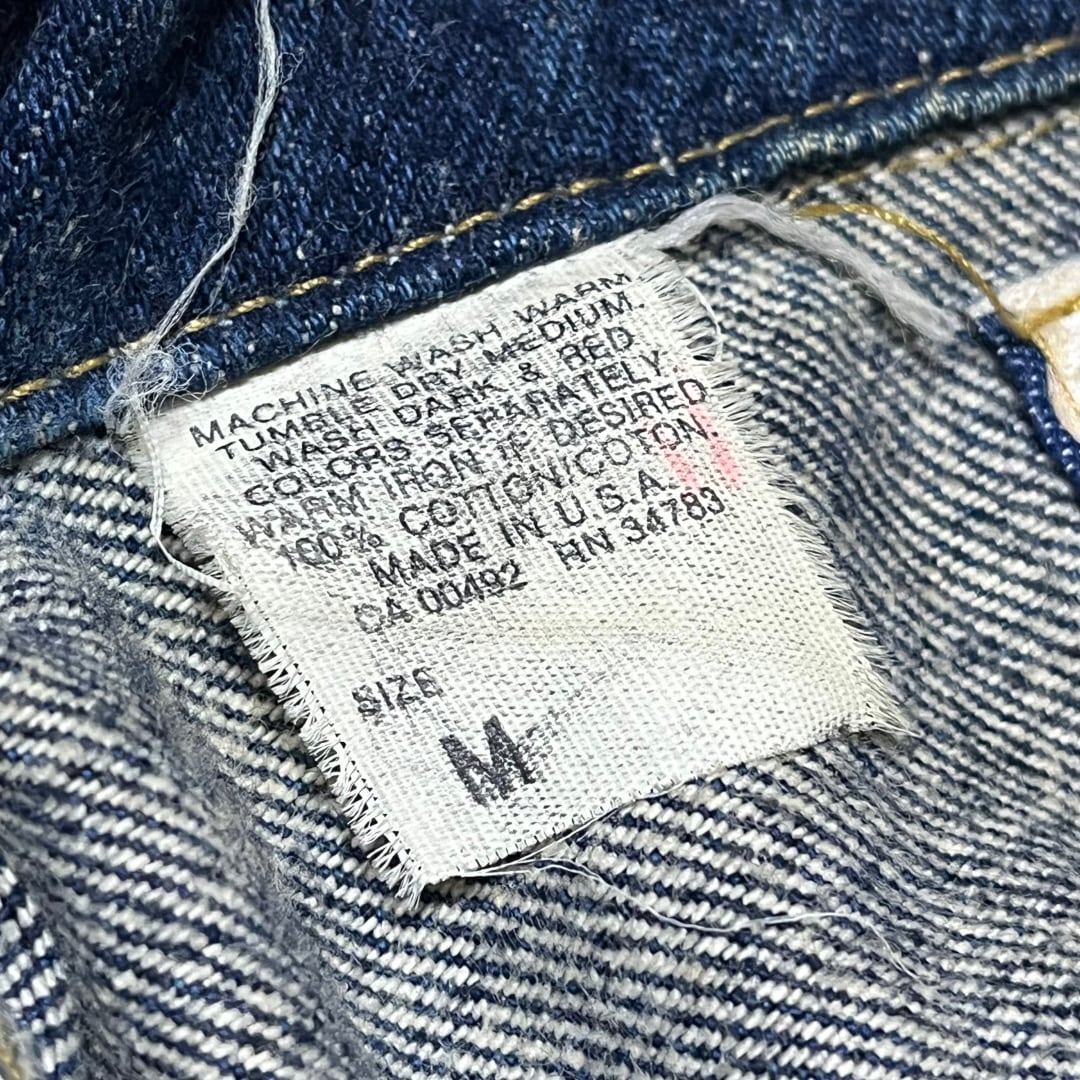 MACHINE WASH WARM
TUMBLE DRY MEDIUM.
WASH DARK & RED
COLORS SEPARATELY.
WARM IRON IF DESIRED
100% COTTON/COTON.
MADE IN U.S.A.
CA 00492 RN 34783
SIZE
M